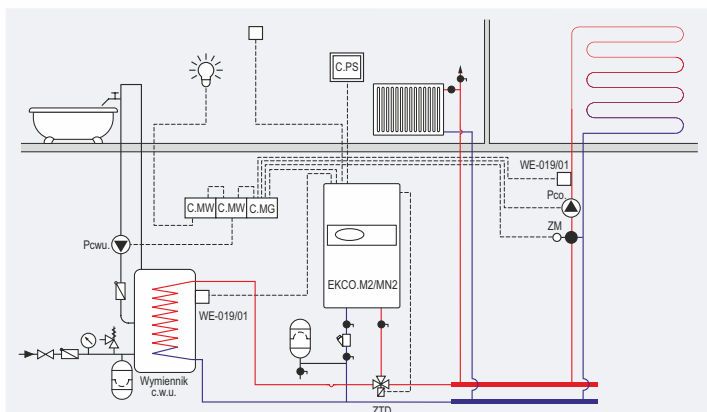 C.PS
WE-019/01
Pco.
C.MW
C.MW
C.MG
ZM
Pcwu.
EKCO.M2/MN2
WE-019/01
Wymiennik
c.w.u.
ZTD